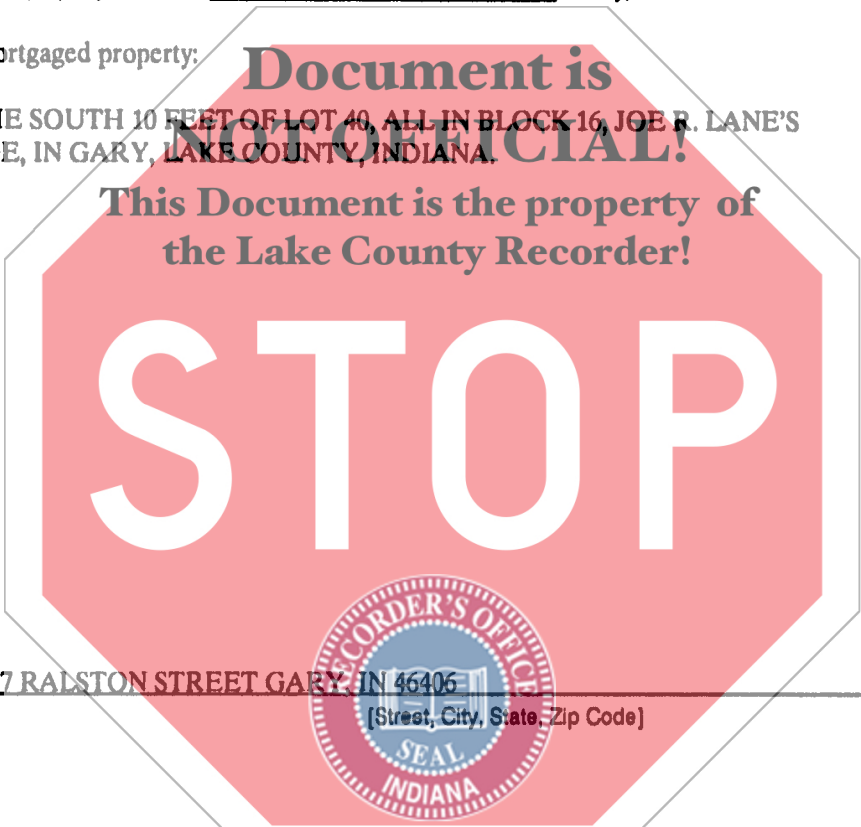 ortgaged property:
Document is
E SOUTH 10 FEET OF LOT 40, ALL IN BLOCK 16, JOE R. LANE'S
NOT OFFICIAL!
E, IN GARY, LAKE COUNTY, INDIANA.
This Document is the property of
the Lake County Recorder!
STOP
RECORDER'S OFFICE
7 RALSTON STREET GARY, IN 46406
[Street, City, State, Zip Code]
SEAL
INDIANA